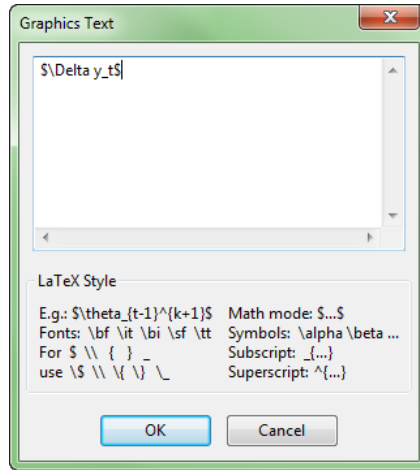 Graphics Text
$\Delta y_t$
LaTeX Style
E.g.: $\theta_{t-1}^{k+1}$ Math mode: $...$
Fonts: \bf \it \bi \sf \tt Symbols: \alpha \beta ...
For $ \\ { } _ Subscript: _{...}
use \$ \\ \{ \} \_ Superscript: ^{...}
OK Cancel